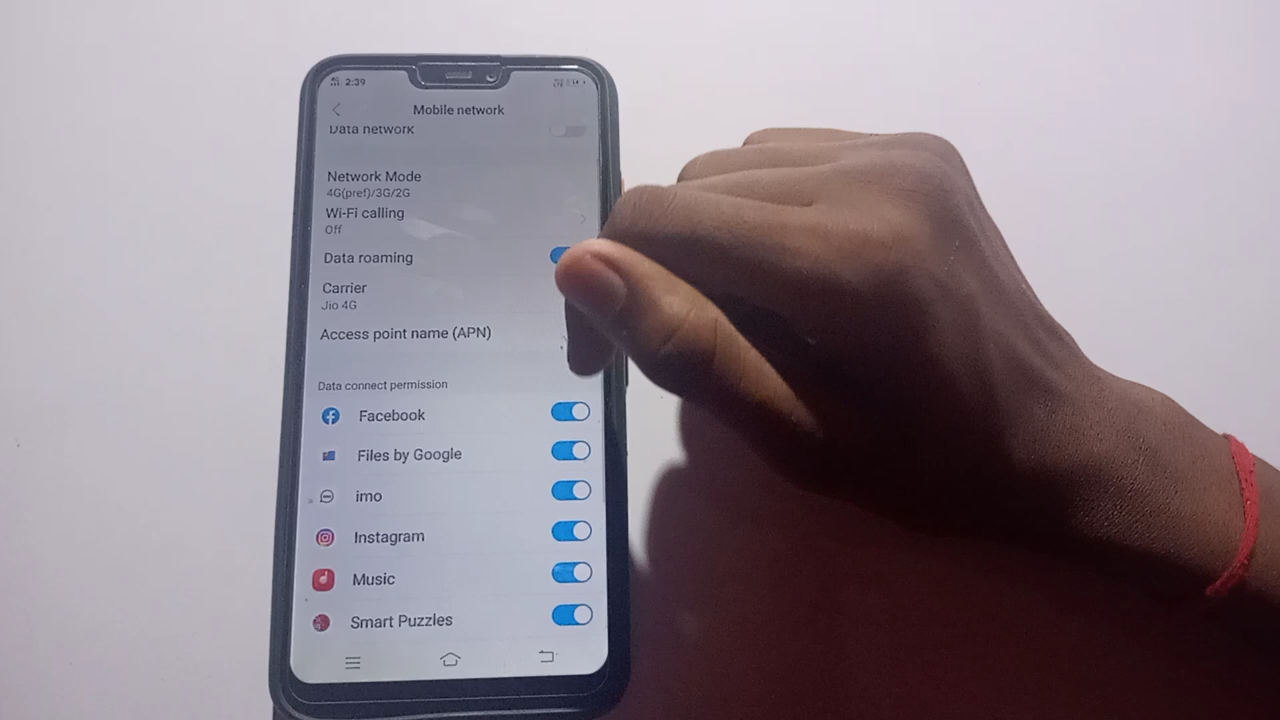 2:39
Mobile network
Data network
Network Mode
4G(pref)/3G/2G
Wi-Fi calling
Off
Data roaming
Carrier
Jio 4G
Access point name (APN)
Data connect permission
Facebook
Files by Google
imo
Instagram
Music
Smart Puzzles